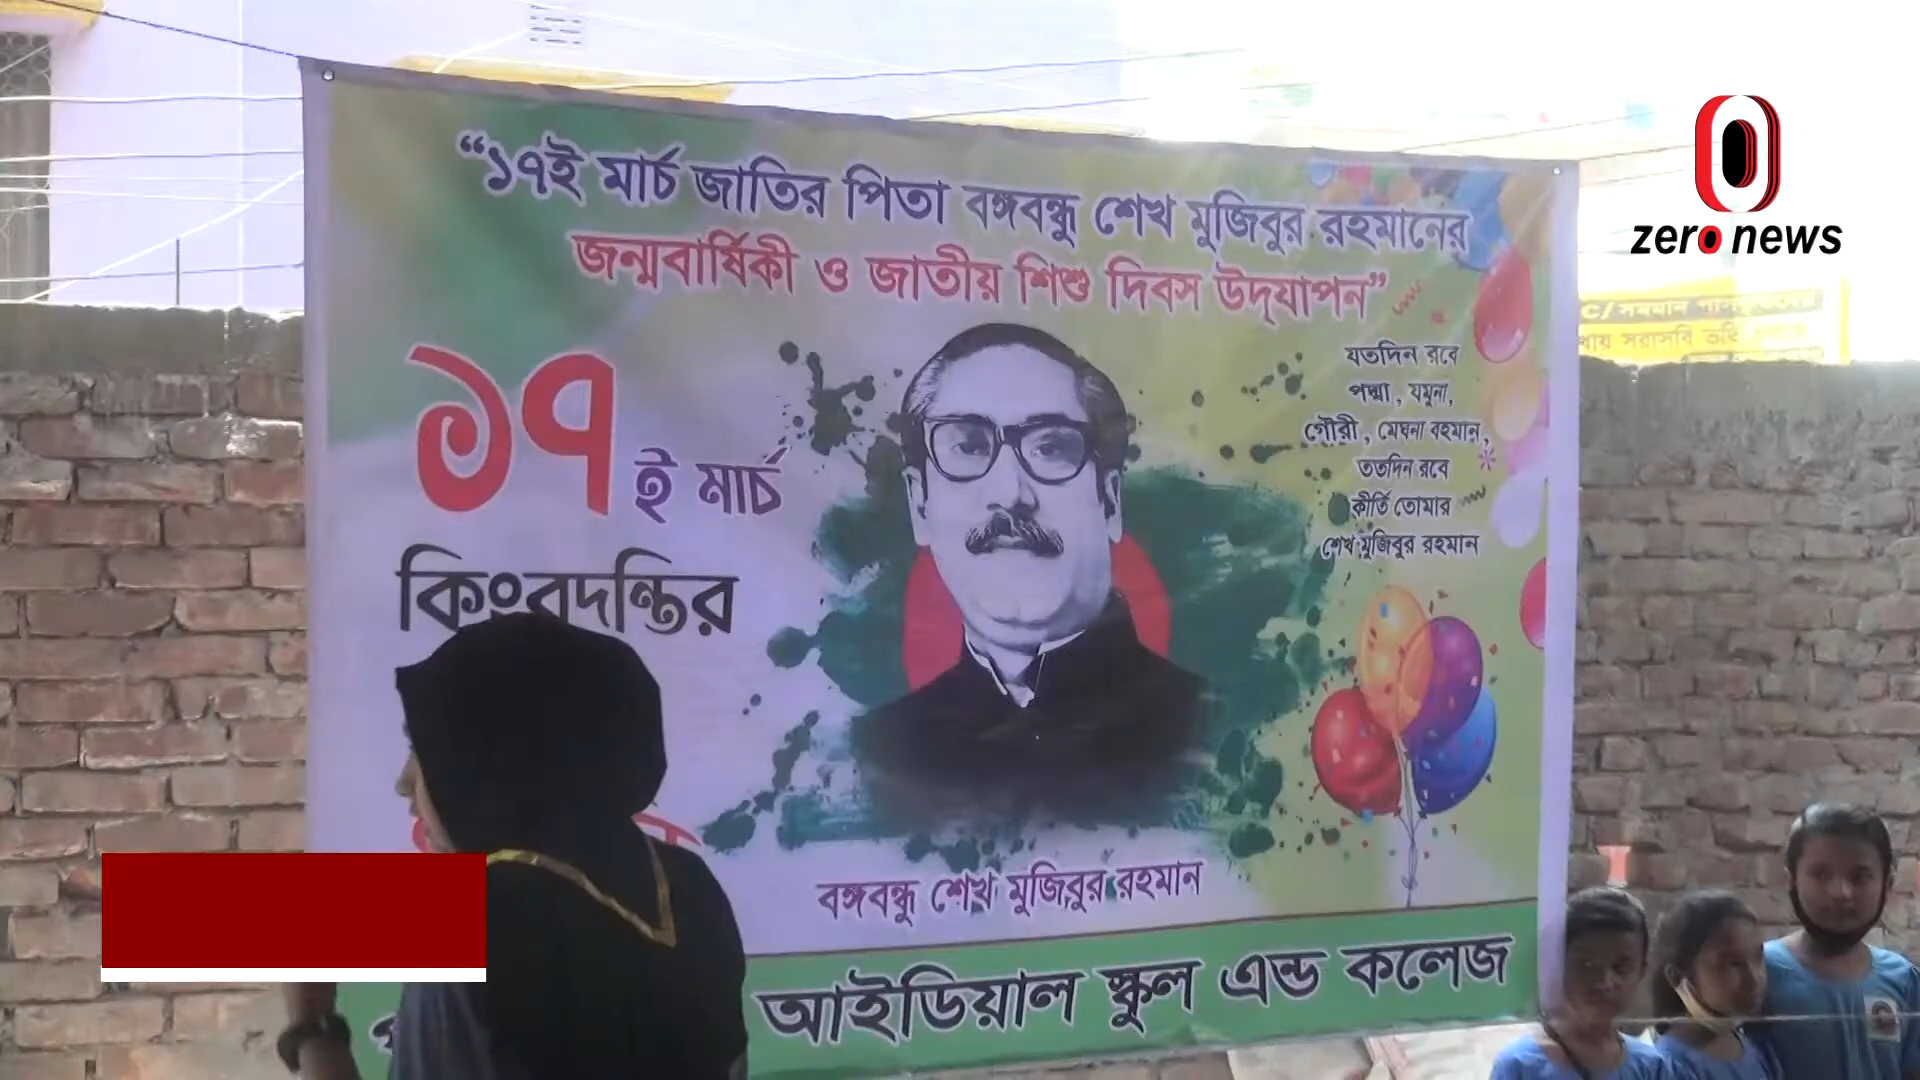 “১৭ই মার্চ জাতির পিতা বঙ্গবন্ধু শেখ মুজিবুর রহমানের
জন্মবার্ষিকী ও জাতীয় শিশু দিবস উদ্‌যাপন”
১৭ই মার্চ
কিংবদন্তির
যতদিন রবে
পদ্মা, যমুনা,
গৌরী, মেঘনা বহমান,
ততদিন রবে
কীর্তি তোমার
শেখ মুজিবুর রহমান
বঙ্গবন্ধু শেখ মুজিবুর রহমান
আইডিয়াল স্কুল এন্ড কলেজ
zero news